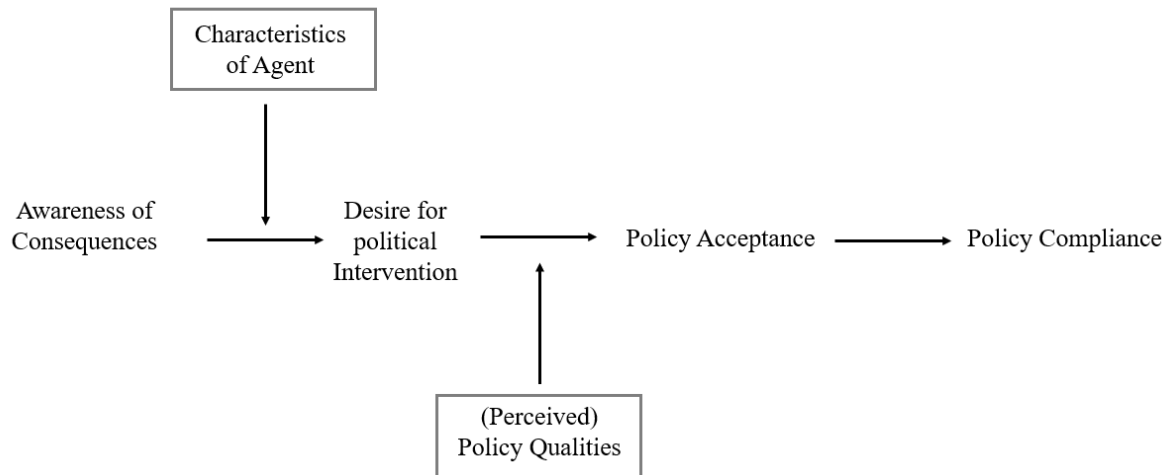 Characteristics
of Agent
Awareness of
Consequences
Desire for
political
Intervention
Policy Acceptance
Policy Compliance
(Perceived)
Policy Qualities